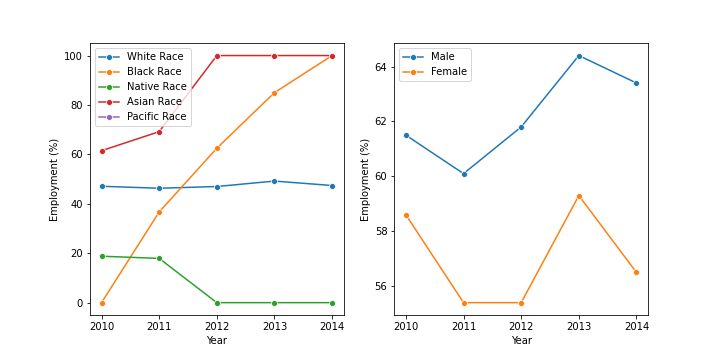 100
80
60
40
20
0
Employment (%)
White Race
Black Race
Native Race
Asian Race
Pacific Race
2010 2011 2012 2013 2014
Year
64
62
60
58
56
Employment (%)
Male
Female
2010 2011 2012 2013 2014
Year